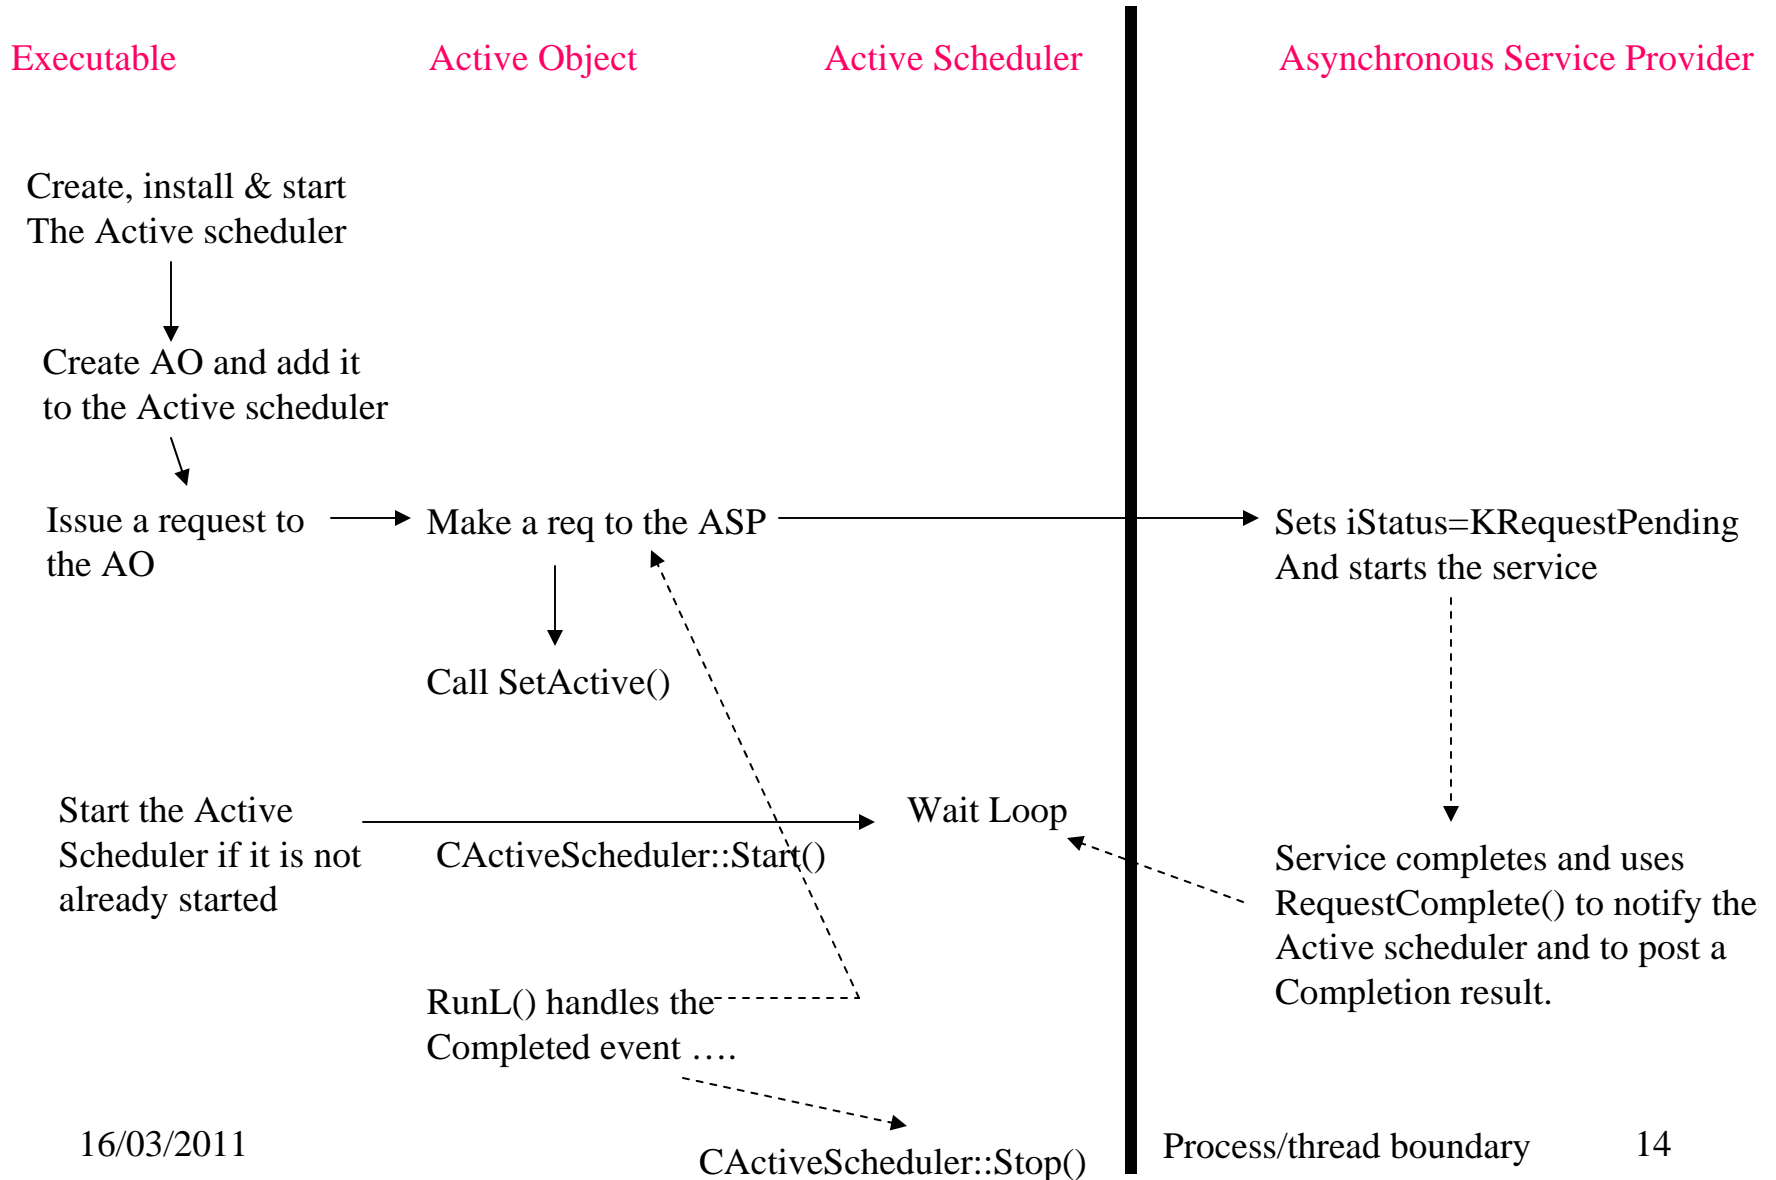 Executable
Active Object
Active Scheduler
Asynchronous Service Provider
Create, install & start
The Active scheduler
Create AO and add it
to the Active scheduler
Issue a request to
the AO
Make a req to the ASP
Sets iStatus=KRequestPending
And starts the service
Call SetActive()
Start the Active
Scheduler if it is not
already started
CActiveScheduler::Start()
Wait Loop
Service completes and uses
RequestComplete() to notify the
Active scheduler and to post a
Completion result.
RunL() handles the
Completed event ….
CActiveScheduler::Stop()
16/03/2011
Process/thread boundary
14